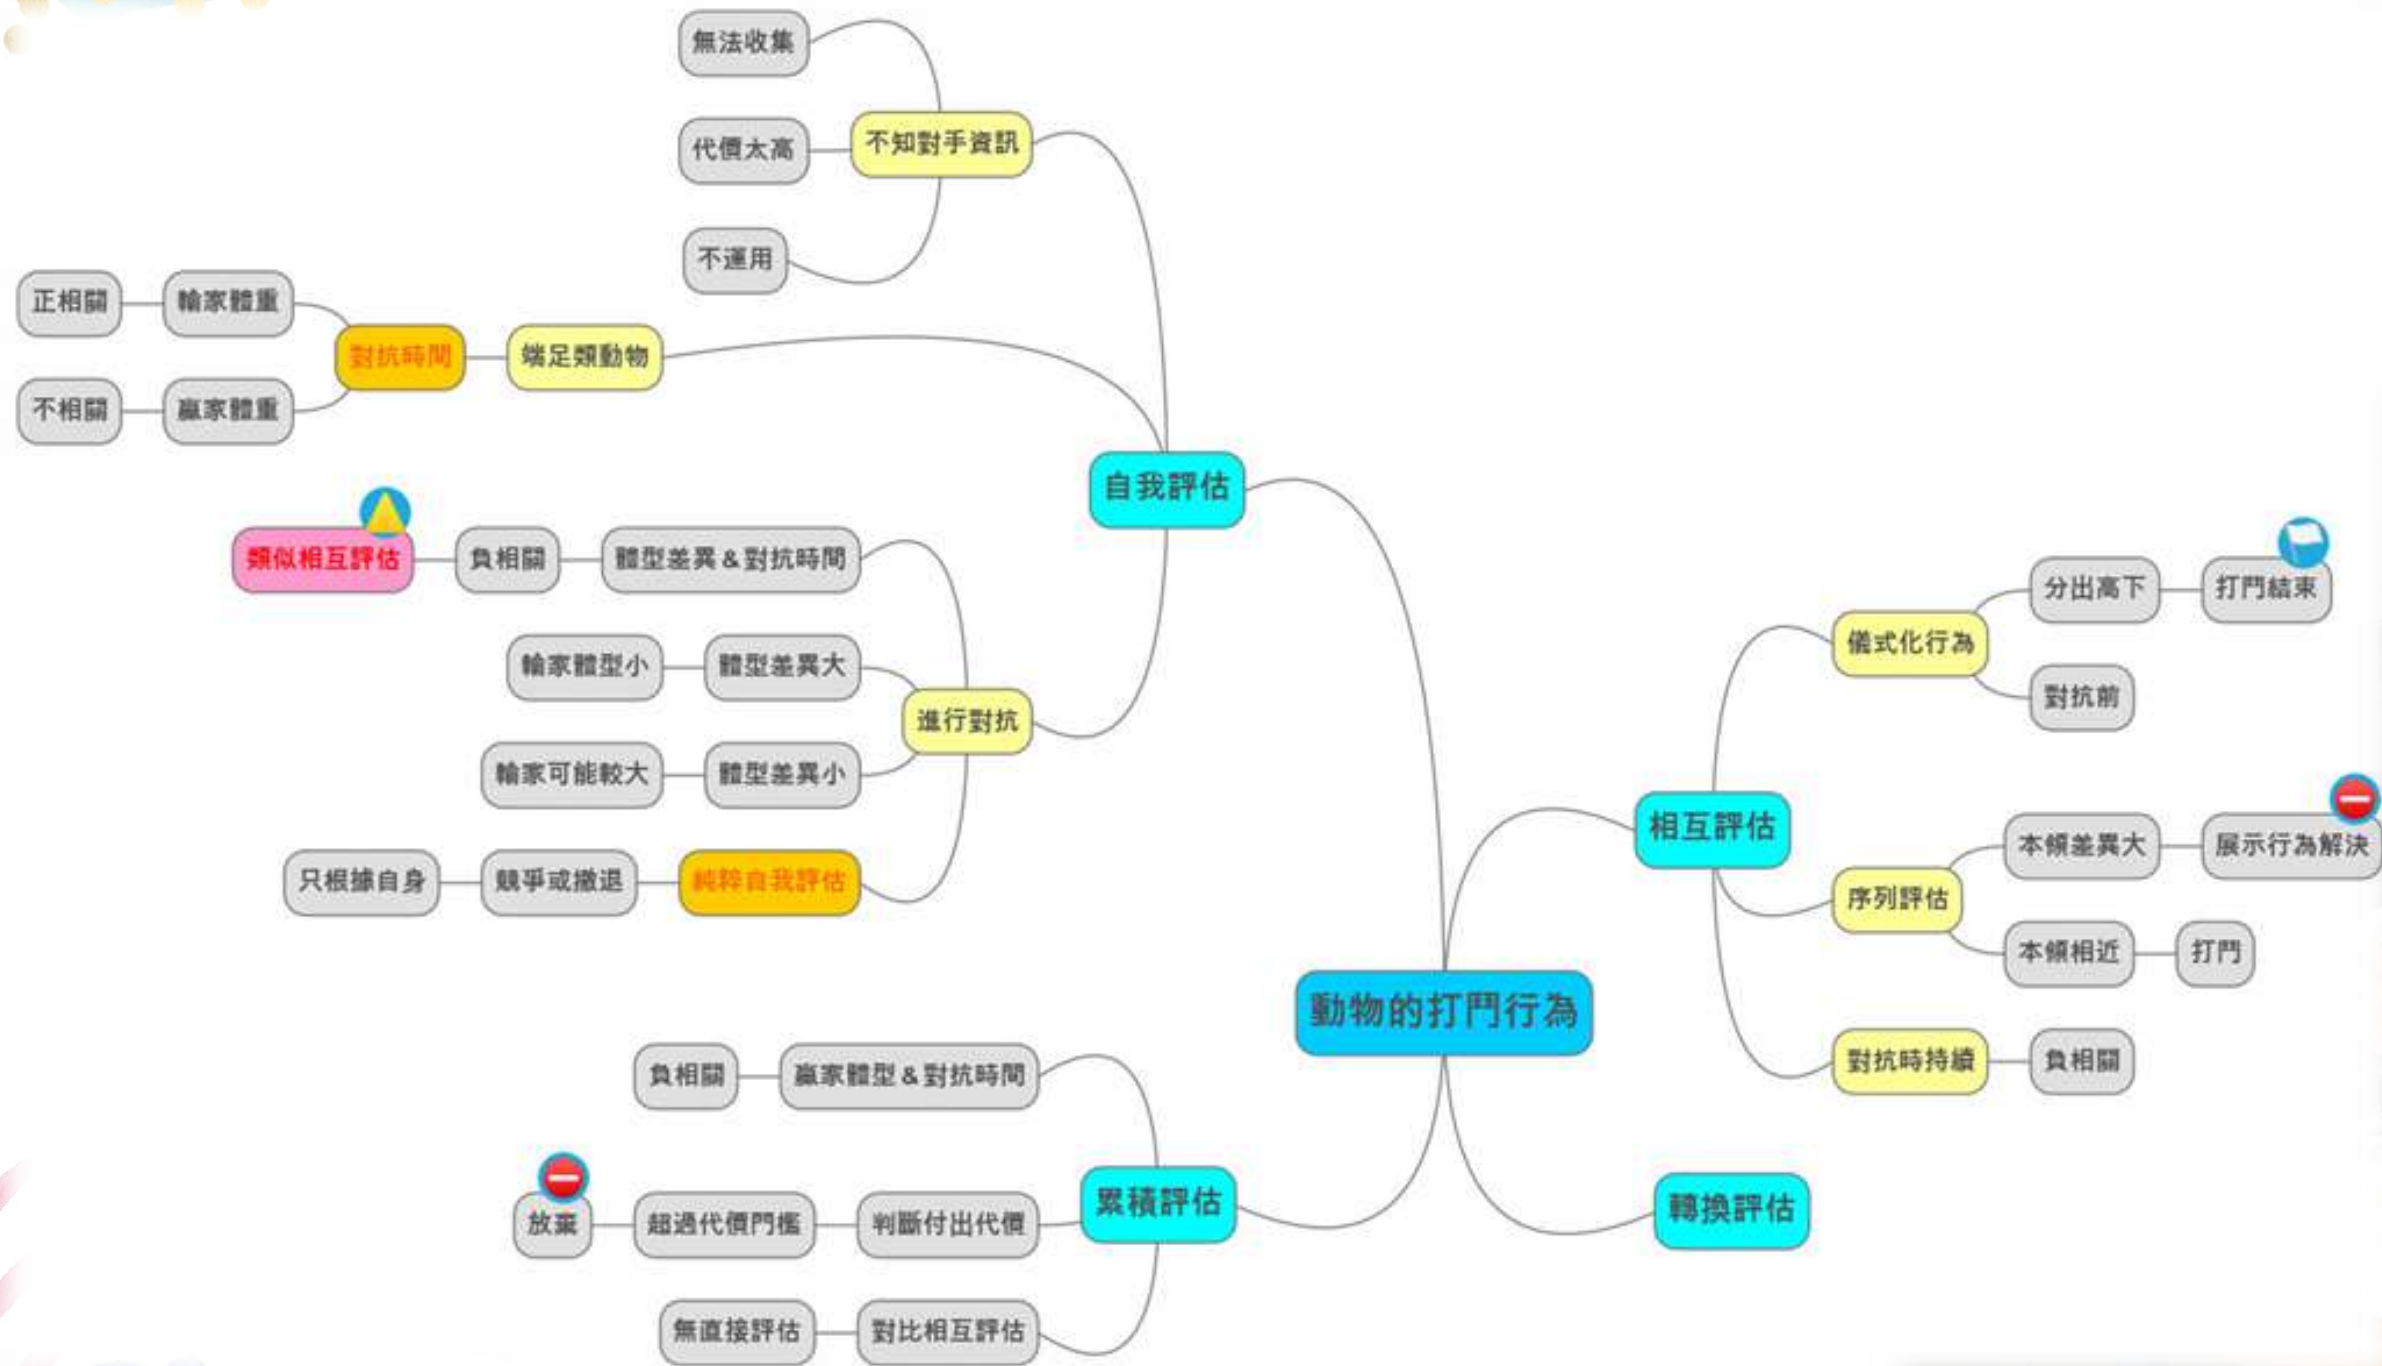 無法收集
代價太高
不運用
不知對手資訊
正相關
輸家體重
不相關
贏家體重
對抗時間
端足類動物
自我評估
類似相互評估
負相關
體型差異&對抗時間
輸家體型小
體型差異大
輸家可能較大
體型差異小
進行對抗
只根據自身
競爭或撤退
純粹自我評估
動物的打鬥行為
相互評估
儀式化行為
分出高下
打鬥結束
對抗前
序列評估
本領差異大
展示行為解決
本領相近
打鬥
對抗時持續
負相關
負相關
贏家體型&對抗時間
放棄
超過代價門檻
判斷付出代價
累積評估
無直接評估
對比相互評估
轉換評估